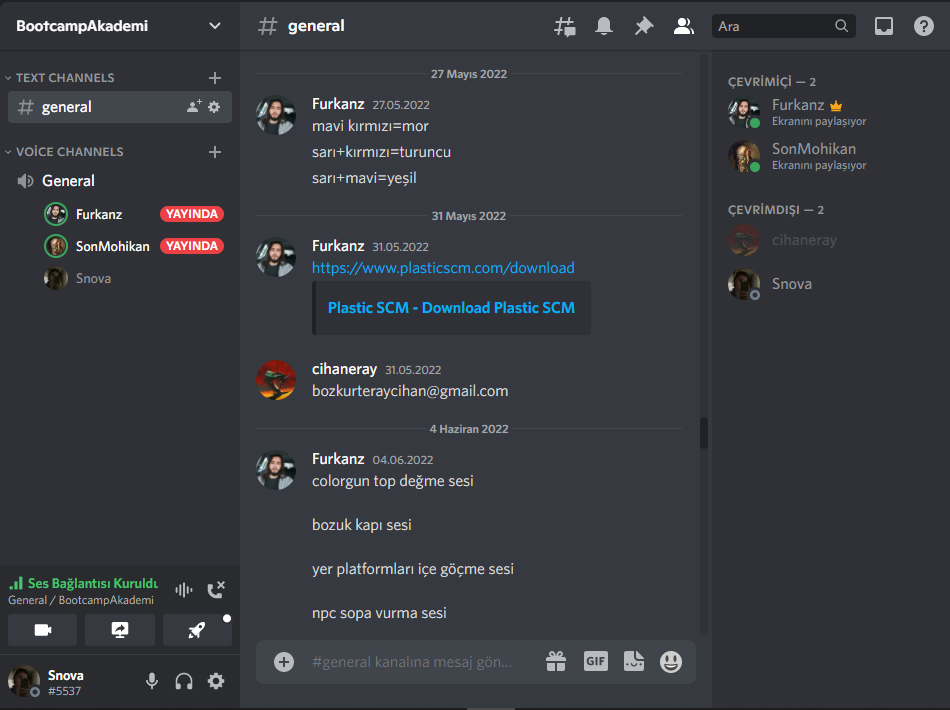 BootcampAkademi
TEXT CHANNELS
general
VOİCE CHANNELS
General
Furkanz YAYINDA
SonMohikan YAYINDA
Snova
Ses Bağlantısı Kuruldu
General / BootcampAkademi
Snova
#5537
general
Ara
27 Mayıs 2022
Furkanz 27.05.2022
mavi kırmızı=mor
sarı+kırmızı=turuncu
sarı+mavi=yeşil
31 Mayıs 2022
Furkanz 31.05.2022
https://www.plasticscm.com/download
Plastic SCM - Download Plastic SCM
cihaneray 31.05.2022
bozkurteraycihan@gmail.com
4 Haziran 2022
Furkanz 04.06.2022
colorgun top değme sesi
bozuk kapı sesi
yer platformları içe göçme sesi
npc sopa vurma sesi
#general kanalına mesaj gön...
GIF
ÇEVRİMİÇİ — 2
Furkanz
Ekranını paylaşıyor
SonMohikan
Ekranını paylaşıyor
ÇEVRİMDIŞI — 2
cihaneray
Snova